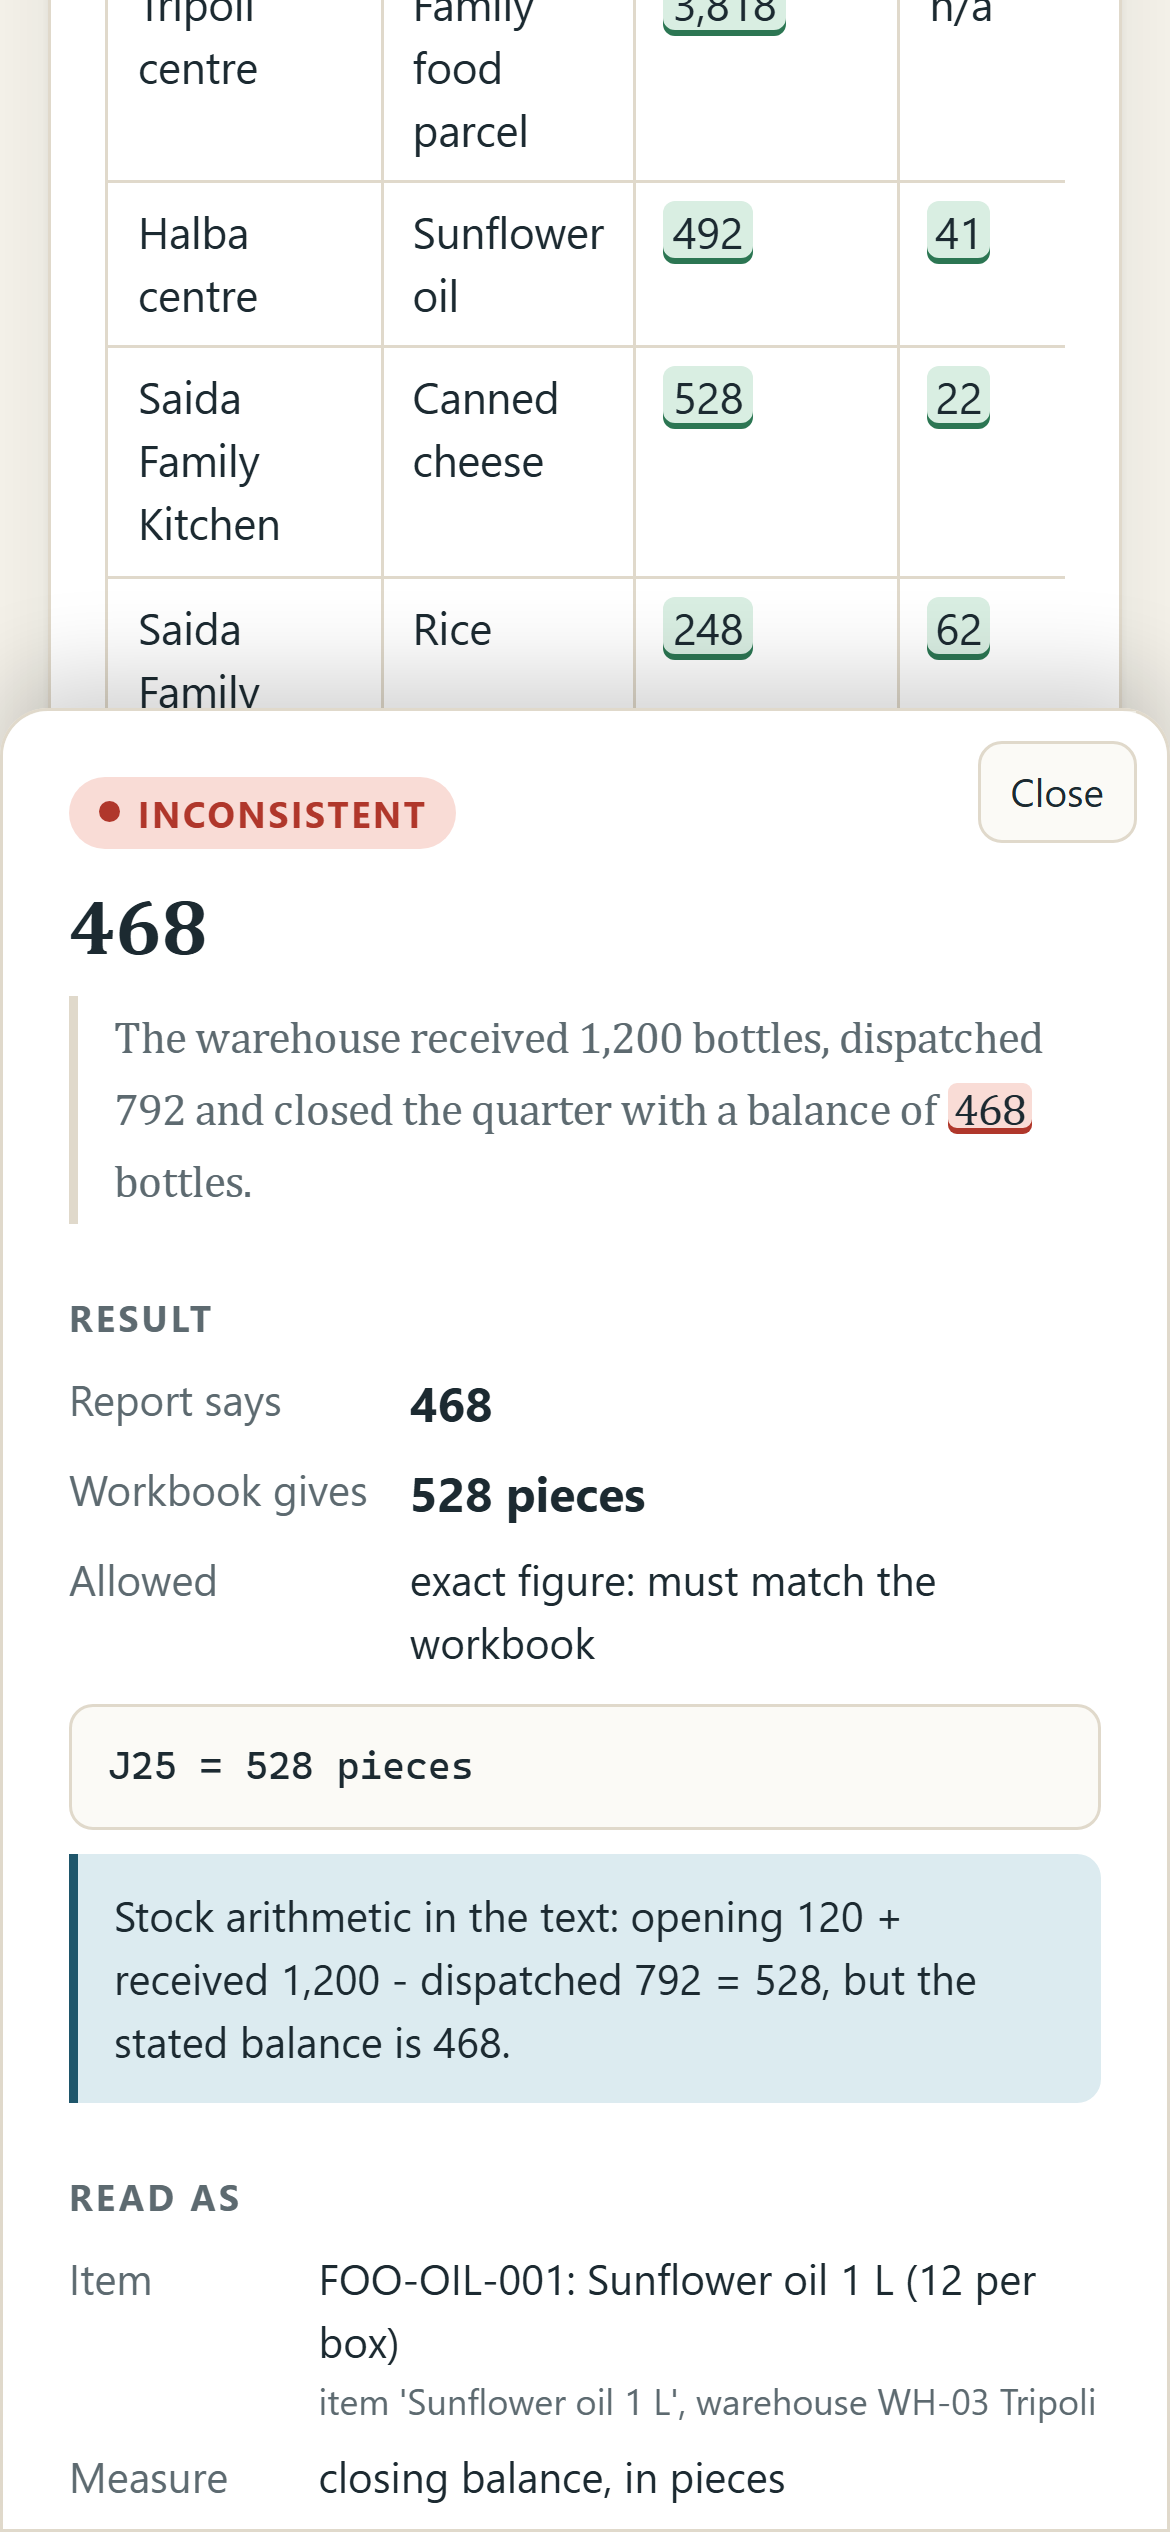 Tripoli Family 3,818 n/a
centre food
parcel
Halba Sunflower 492 41
centre oil
Saida Canned 528 22
Family cheese
Kitchen
Saida Rice 248 62
Family
Close
INCONSISTENT
468
The warehouse received 1,200 bottles, dispatched
792 and closed the quarter with a balance of 468
bottles.
RESULT
Report says 468
Workbook gives 528 pieces
Allowed exact figure: must match the
workbook
J25 = 528 pieces
Stock arithmetic in the text: opening 120 +
received 1,200 - dispatched 792 = 528, but the
stated balance is 468.
READ AS
Item FOO-OIL-001: Sunflower oil 1 L (12 per
box)
item 'Sunflower oil 1 L', warehouse WH-03 Tripoli
Measure closing balance, in pieces